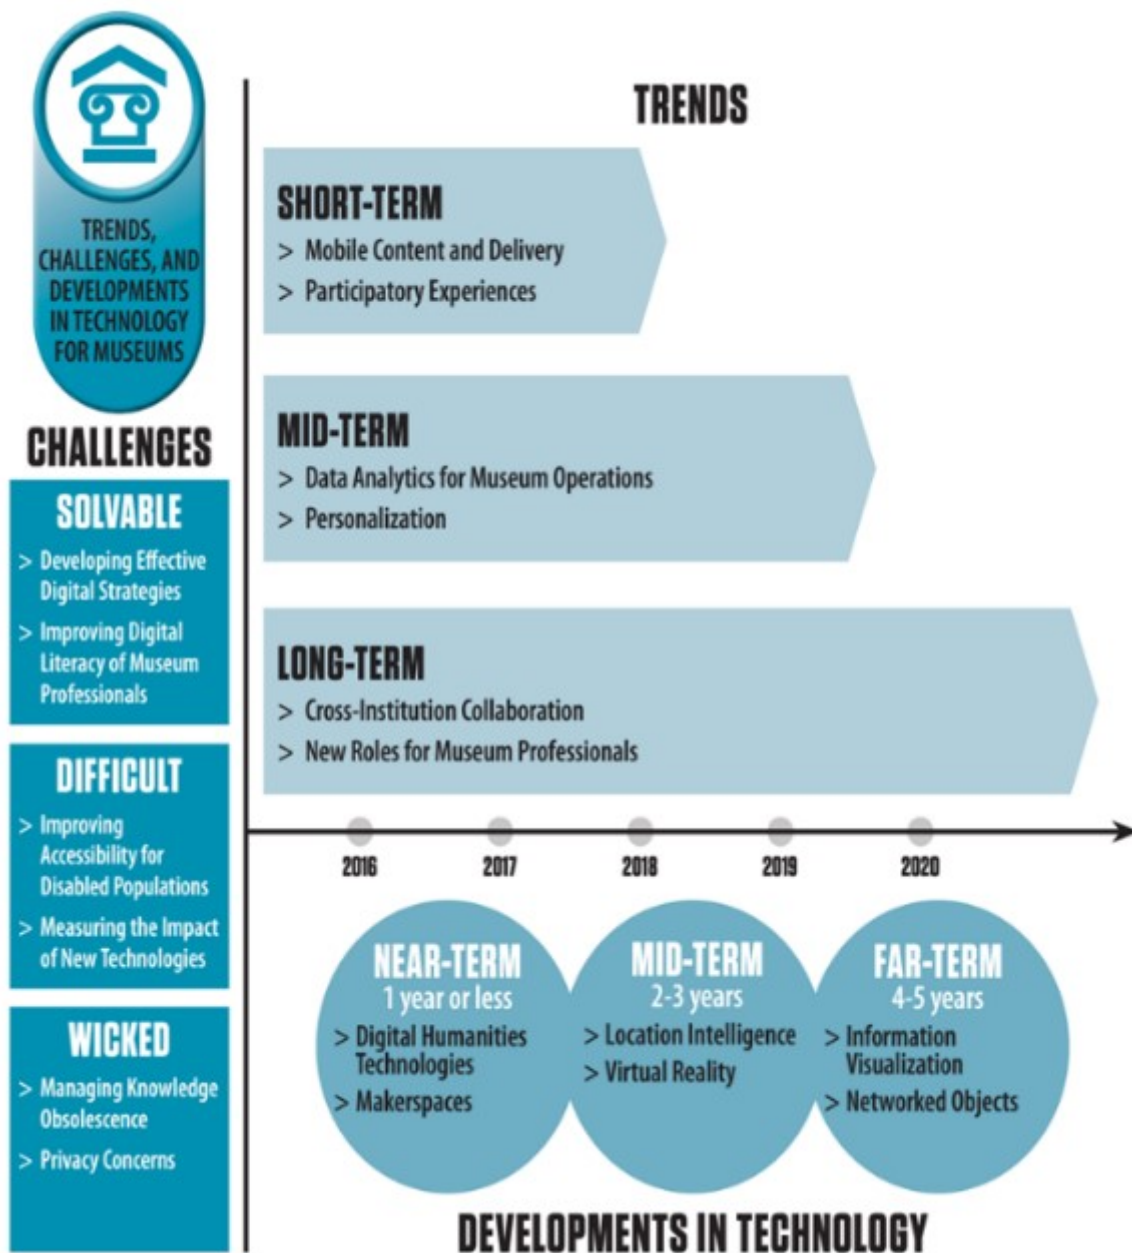 TRENDS,
CHALLENGES, AND
DEVELOPMENTS
IN TECHNOLOGY
FOR MUSEUMS
CHALLENGES
SOLVABLE
> Developing Effective
Digital Strategies
> Improving Digital
Literacy of Museum
Professionals
DIFFICULT
> Improving
Accessibility for
Disabled Populations
> Measuring the Impact
of New Technologies
WICKED
> Managing Knowledge
Obsolescence
> Privacy Concerns
TRENDS
SHORT-TERM
> Mobile Content and Delivery
> Participatory Experiences
MID-TERM
> Data Analytics for Museum Operations
> Personalization
LONG-TERM
> Cross-Institution Collaboration
> New Roles for Museum Professionals
2016 2017 2018 2019 2020
NEAR-TERM
1 year or less
> Digital Humanities
Technologies
> Makerspaces
MID-TERM
2-3 years
> Location Intelligence
> Virtual Reality
FAR-TERM
4-5 years
> Information
Visualization
> Networked Objects
DEVELOPMENTS IN TECHNOLOGY